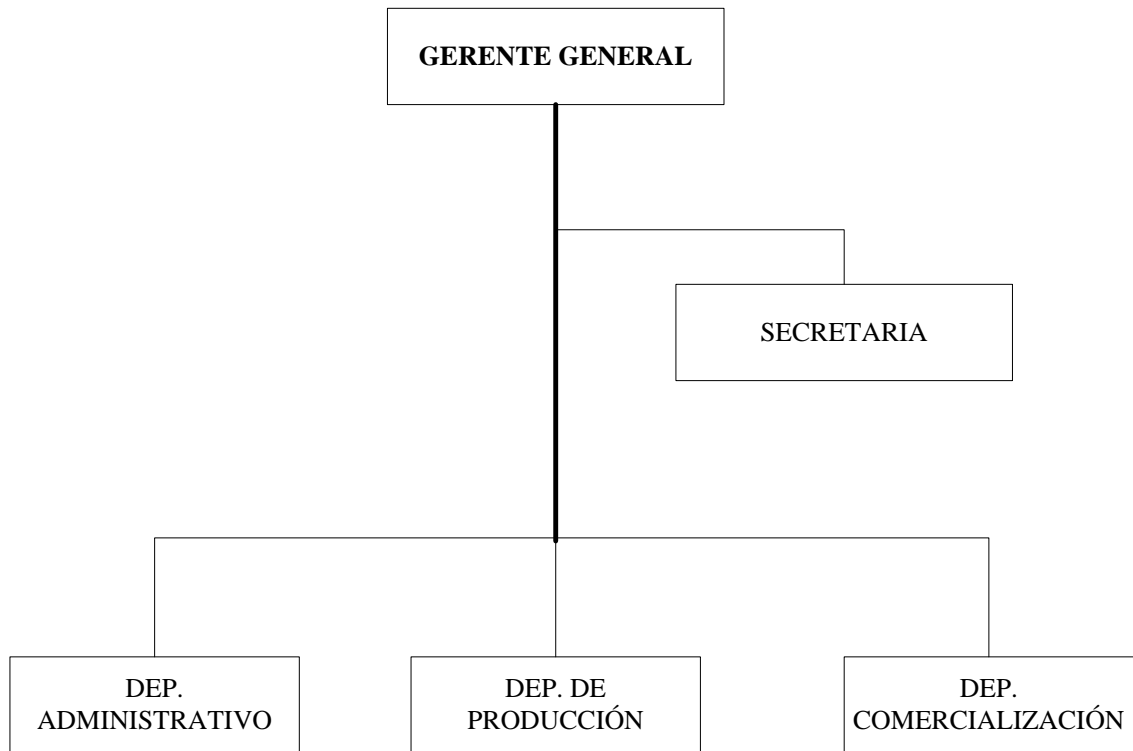 GERENTE GENERAL
SECRETARIA
DEP.
ADMINISTRATIVO
DEP. DE
PRODUCCIÓN
DEP.
COMERCIALIZACIÓN